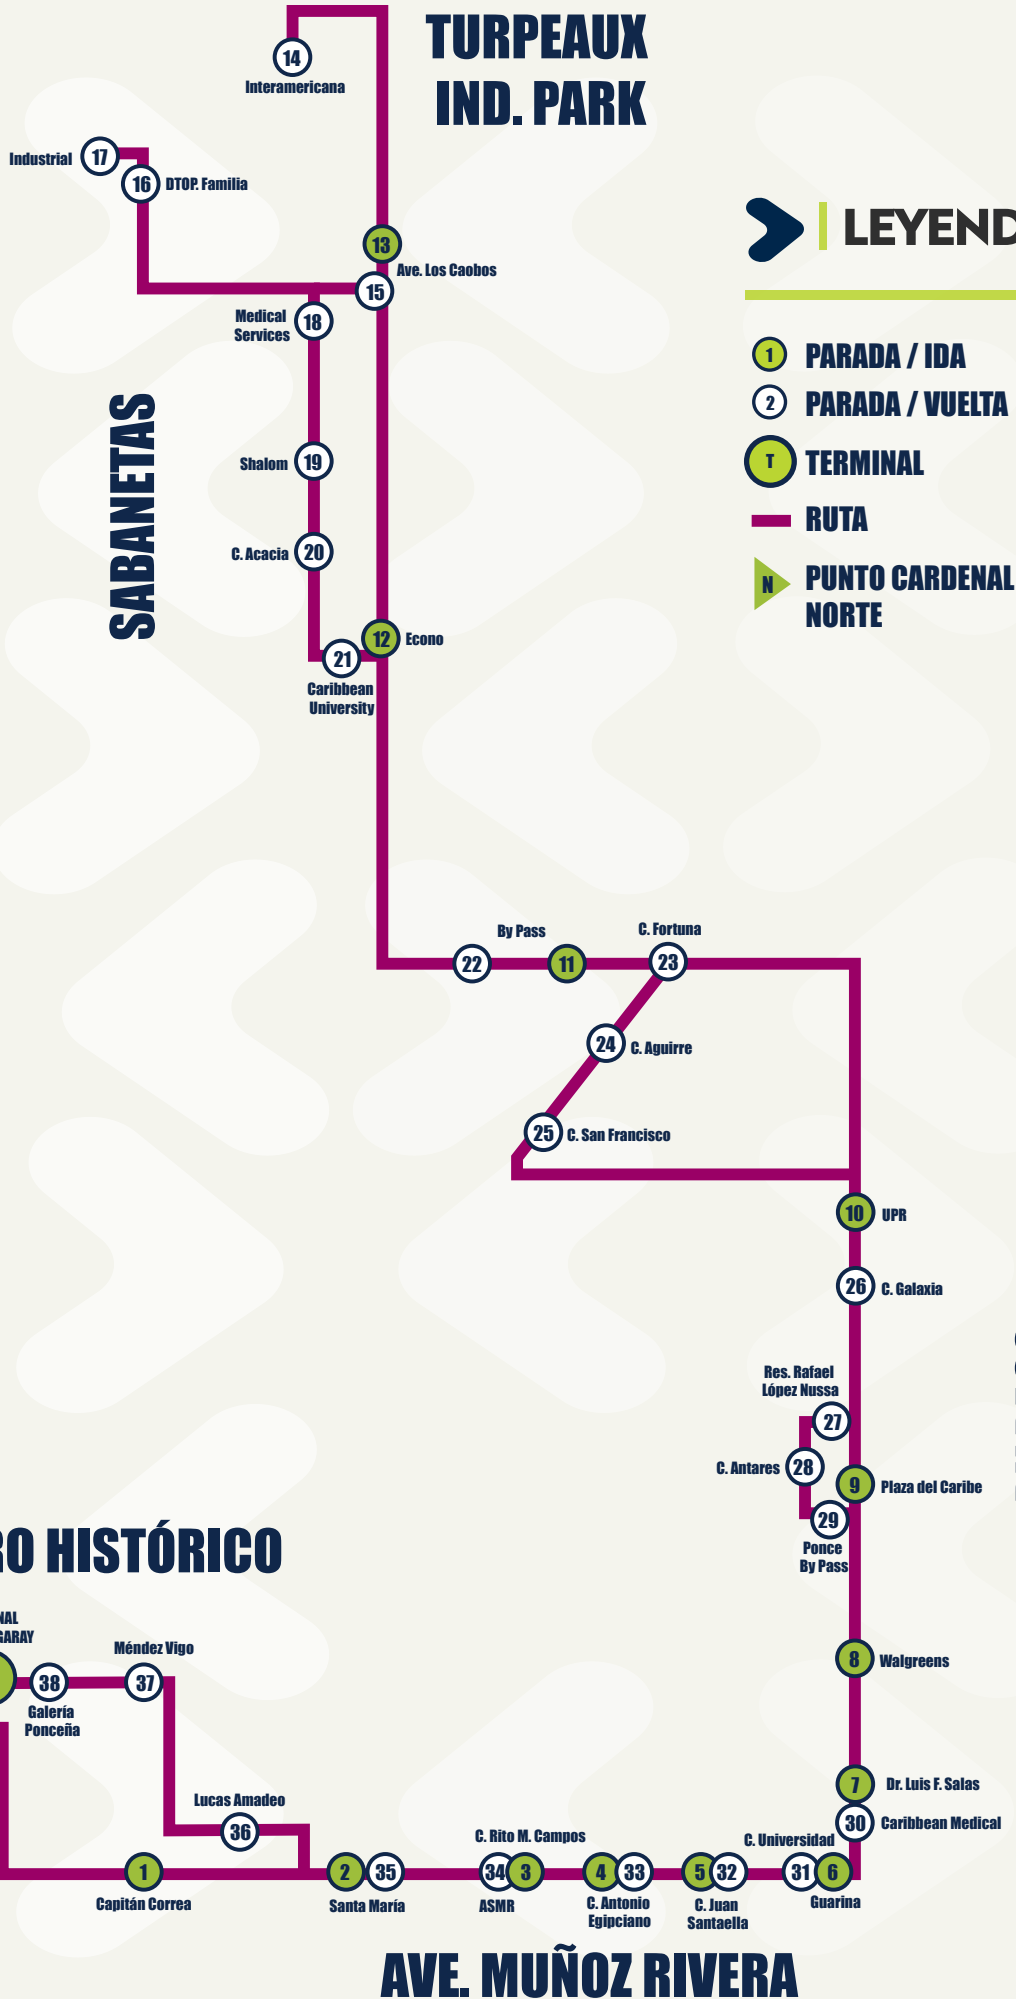 TURPEAUX
IND. PARK
14
Interamericana
Industrial
17
16
DTOP. Familia
13
Ave. Los Caobos
15
Medical
Services
18
SABANETAS
Shalom
19
C. Acacia
20
12
Econo
21
Caribbean
University
LEYEND
1
PARADA / IDA
2
PARADA / VUELTA
T
TERMINAL
RUTA
N
PUNTO CARDENAL
NORTE
By Pass
C. Fortuna
22
11
23
24
C. Aguirre
25
C. San Francisco
10
UPR
26
C. Galaxia
Res. Rafael
López Nussa
27
C. Antares
28
9
Plaza del Caribe
29
Ponce
By Pass
RO HISTÓRICO
NAL
GARAY
Méndez Vigo
38
37
Galería
Ponceña
8
Walgreens
7
Dr. Luis F. Salas
30
Caribbean Medical
Lucas Amadeo
36
C. Rito M. Campos
C. Universidad
1
2
35
34
3
4
33
5
32
31
6
Capitán Correa
Santa María
ASMR
C. Antonio
Egipciano
C. Juan
Santaella
Guarina
AVE. MUÑOZ RIVERA